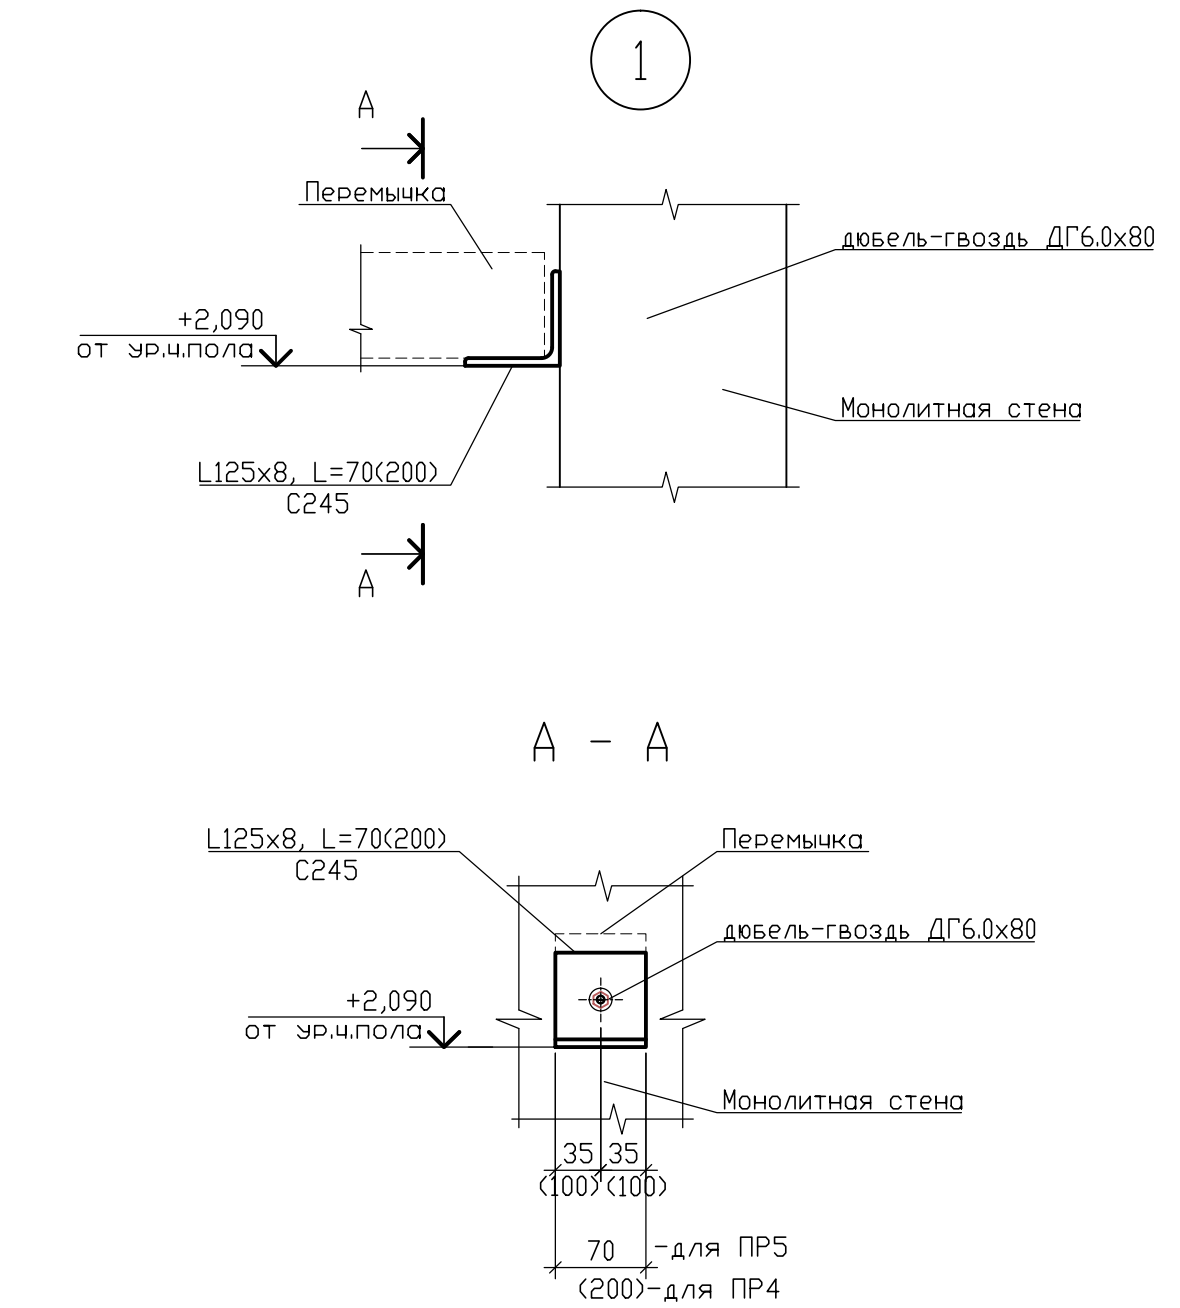 1
А
Перемычка
дюбель-гвоздь ДГ6.0х80
+2,090
от ур.ч.пола
Монолитная стена
L125х8, L=70(200)
С245
А
А - А
L125х8, L=70(200)
С245
Перемычка
дюбель-гвоздь ДГ6.0х80
+2,090
от ур.ч.пола
Монолитная стена
35 35
(100) (100)
70 -для ПР5
(200)-для ПР4